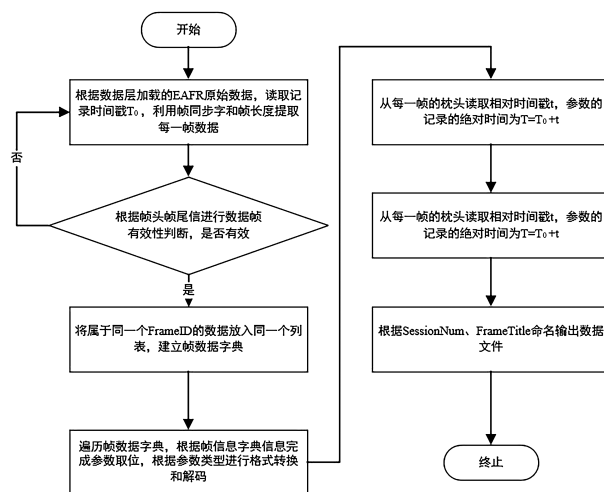 开始
根据数据层加载的EAFR原始数据，读取记
录时间戳T₀，利用帧同步字和帧长度提取
每一帧数据
否
根据帧头帧尾信进行数据帧
有效性判断，是否有效
是
将属于同一个FrameID的数据放入同一个列
表，建立帧数据字典
遍历帧数据字典，根据帧信息字典信息完
成参数取位，根据参数类型进行格式转换
和解码
从每一帧的枕头读取相对时间戳t，参数的
记录的绝对时间为T=T₀+t
从每一帧的枕头读取相对时间戳t，参数的
记录的绝对时间为T=T₀+t
根据SessionNum、FrameTitle命名输出数据
文件
终止